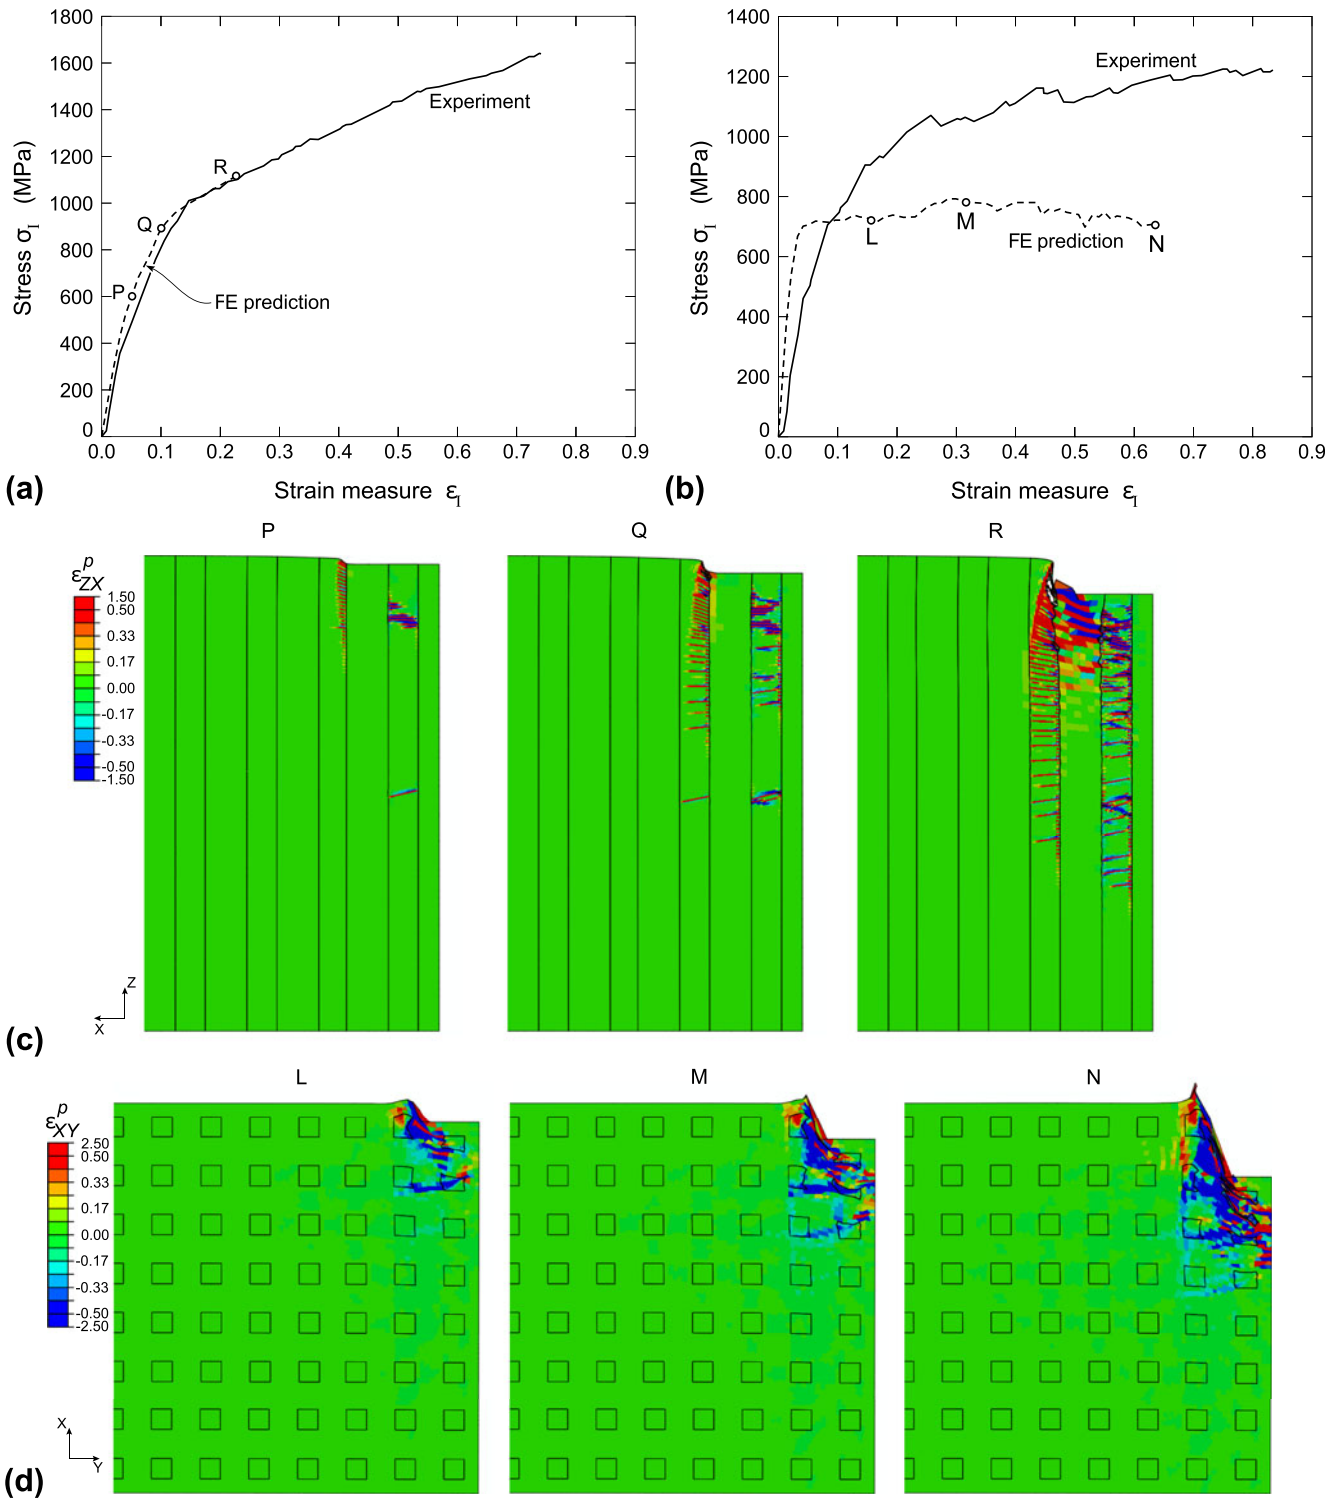 1800
1600
1400
1200
1000
800
600
400
200
0
0.0 0.1 0.2 0.3 0.4 0.5 0.6 0.7 0.8 0.9
Stress σI (MPa)
Strain measure εI
Experiment
R
Q
P
FE prediction
(a)
1400
1200
1000
800
600
400
200
0
0.0 0.1 0.2 0.3 0.4 0.5 0.6 0.7 0.8 0.9
Stress σI (MPa)
Strain measure εI
Experiment
L
M
N
FE prediction
(b)
P Q R
εpZX
1.50
0.50
0.33
0.17
0.00
-0.17
-0.33
-0.50
-1.50
Z
X
(c)
L M N
εpXY
2.50
0.50
0.33
0.17
0.00
-0.17
-0.33
-0.50
-2.50
X
Y
(d)